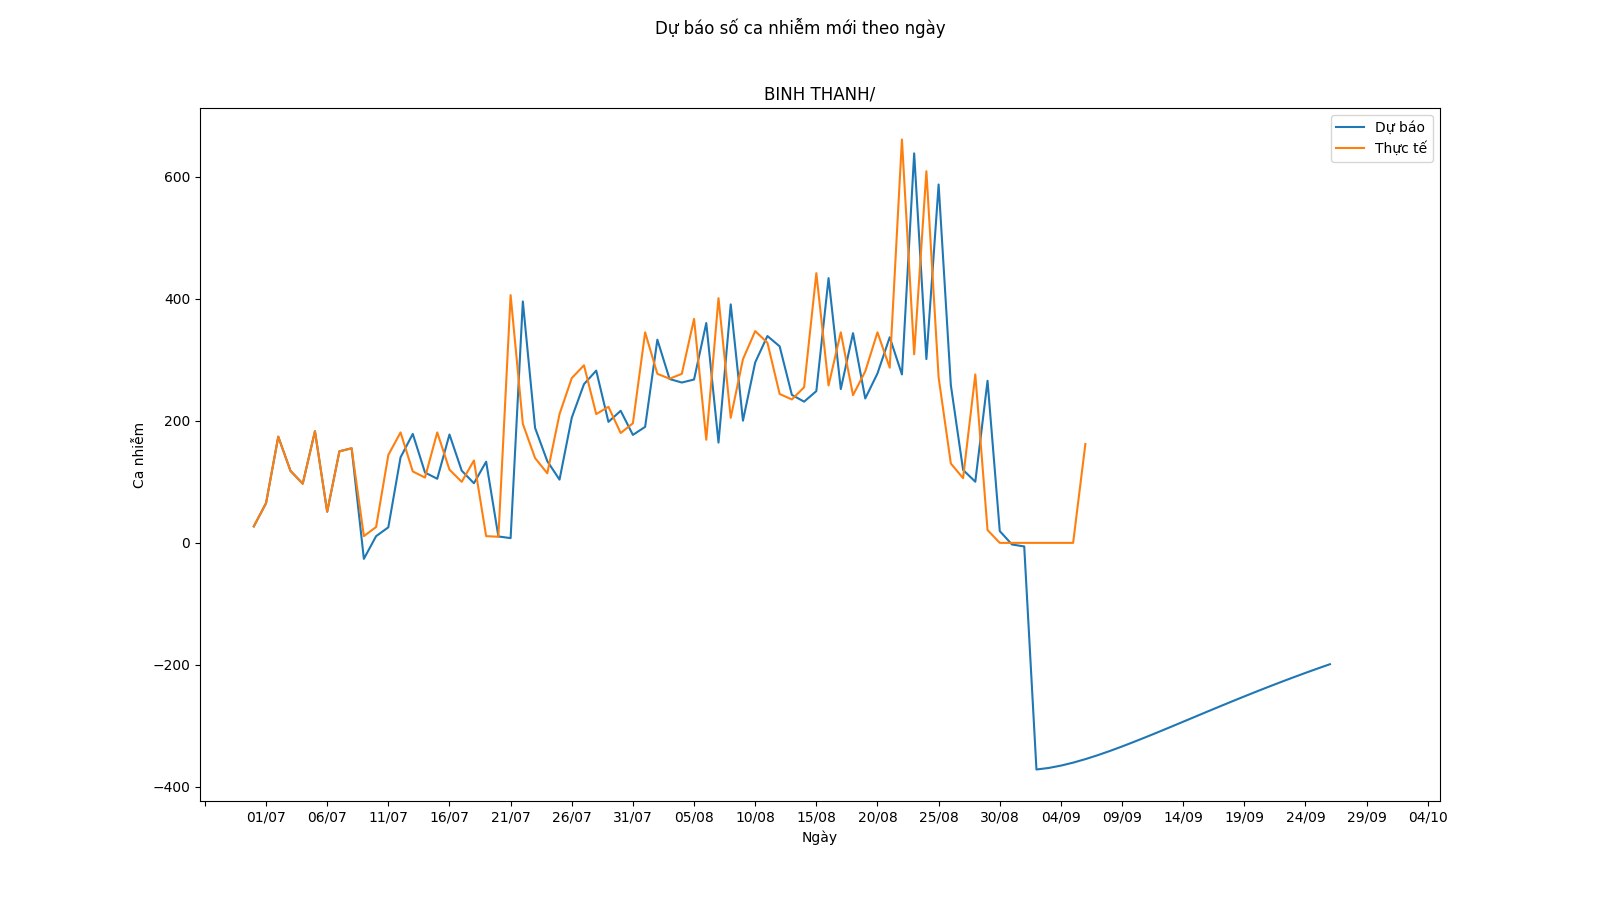 Dự báo số ca nhiễm mới theo ngày
BINH THANH/
Dự báo
Thực tế
600
400
200
0
−200
−400
Ca nhiễm
01/07 06/07 11/07 16/07 21/07 26/07 31/07 05/08 10/08 15/08 20/08 25/08 30/08 04/09 09/09 14/09 19/09 24/09 29/09 04/10
Ngày